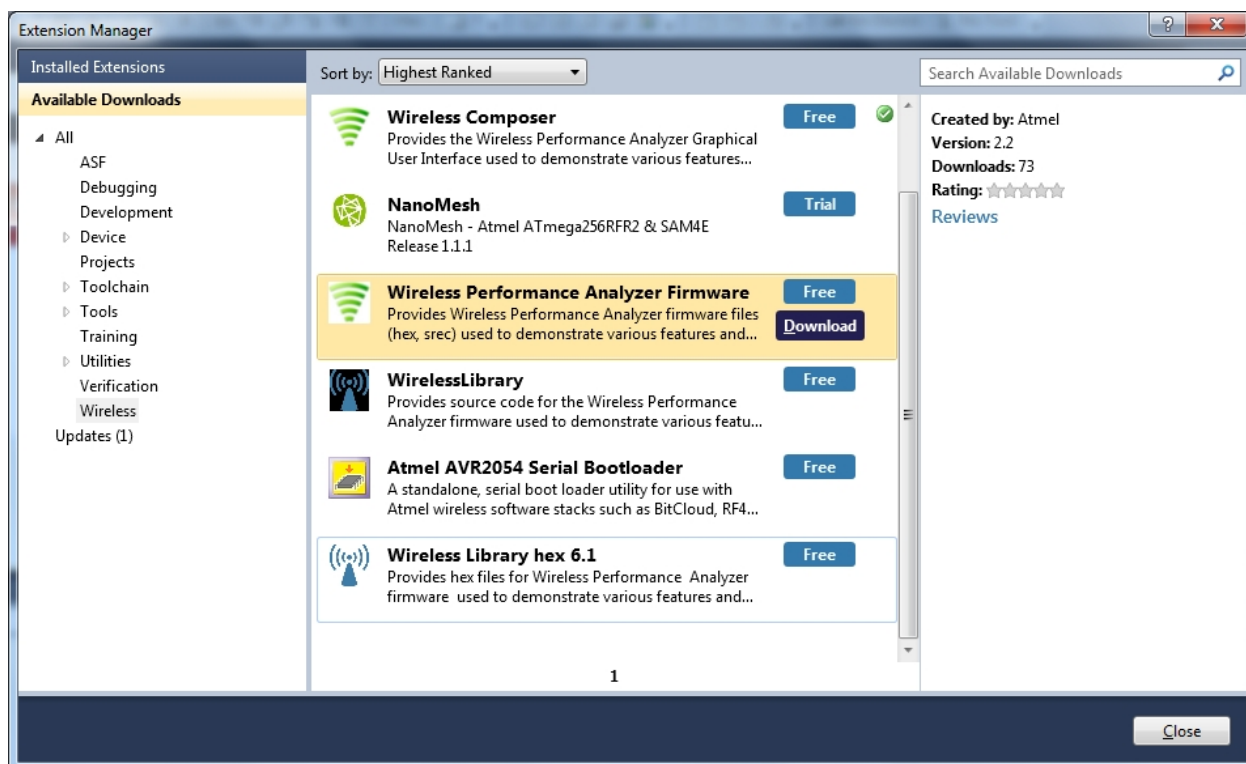 Extension Manager
Installed Extensions
Available Downloads
All
ASF
Debugging
Development
Device
Projects
Toolchain
Tools
Training
Utilities
Verification
Wireless
Updates (1)
Sort by: Highest Ranked
Wireless Composer Free
Provides the Wireless Performance Analyzer Graphical
User Interface used to demonstrate various features...
NanoMesh Trial
NanoMesh - Atmel ATmega256RFR2 & SAM4E
Release 1.1.1
Wireless Performance Analyzer Firmware Free
Provides Wireless Performance Analyzer firmware files
(hex, srec) used to demonstrate various features and...
Download
WirelessLibrary Free
Provides source code for the Wireless Performance
Analyzer firmware used to demonstrate various featu...
Atmel AVR2054 Serial Bootloader Free
A standalone, serial boot loader utility for use with
Atmel wireless software stacks such as BitCloud, RF4...
Wireless Library hex 6.1 Free
Provides hex files for Wireless Performance Analyzer
firmware used to demonstrate various features and...
1
Search Available Downloads
Created by: Atmel
Version: 2.2
Downloads: 73
Rating:
Reviews
Close